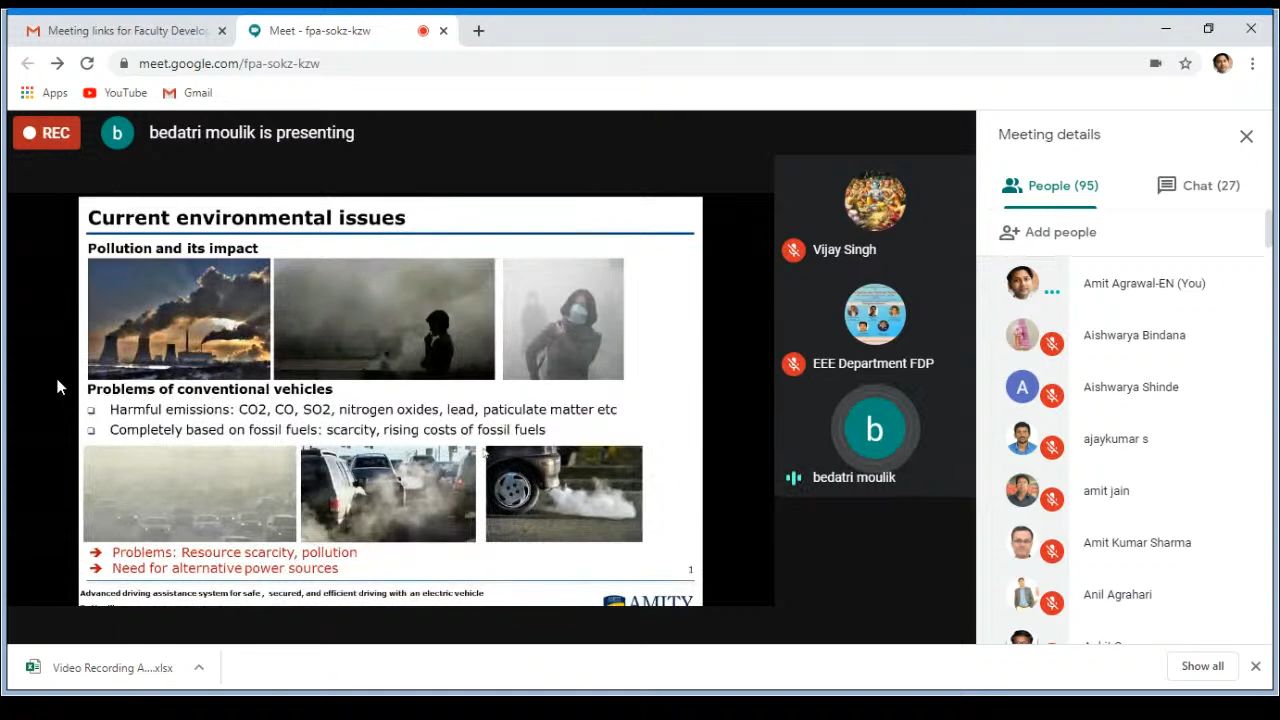 Meeting links for Faculty Develo
Meet - fpa-sokz-kzw
meet.google.com/fpa-sokz-kzw
Apps
YouTube
Gmail
REC
b
bedatri moulik is presenting
Current environmental issues
Pollution and its impact
Problems of conventional vehicles
Harmful emissions: CO2, CO, SO2, nitrogen oxides, lead, paticulate matter etc
Completely based on fossil fuels: scarcity, rising costs of fossil fuels
Problems: Resource scarcity, pollution
Need for alternative power sources
1
Advanced driving assistance system for safe, secured, and efficient driving with an electric vehicle
AMITY
Vijay Singh
EEE Department FDP
b
bedatri moulik
Meeting details
People (95)
Chat (27)
Add people
Amit Agrawal-EN (You)
Aishwarya Bindana
A
Aishwarya Shinde
ajaykumar s
amit jain
Amit Kumar Sharma
Anil Agrahari
Video Recording A....xlsx
Show all